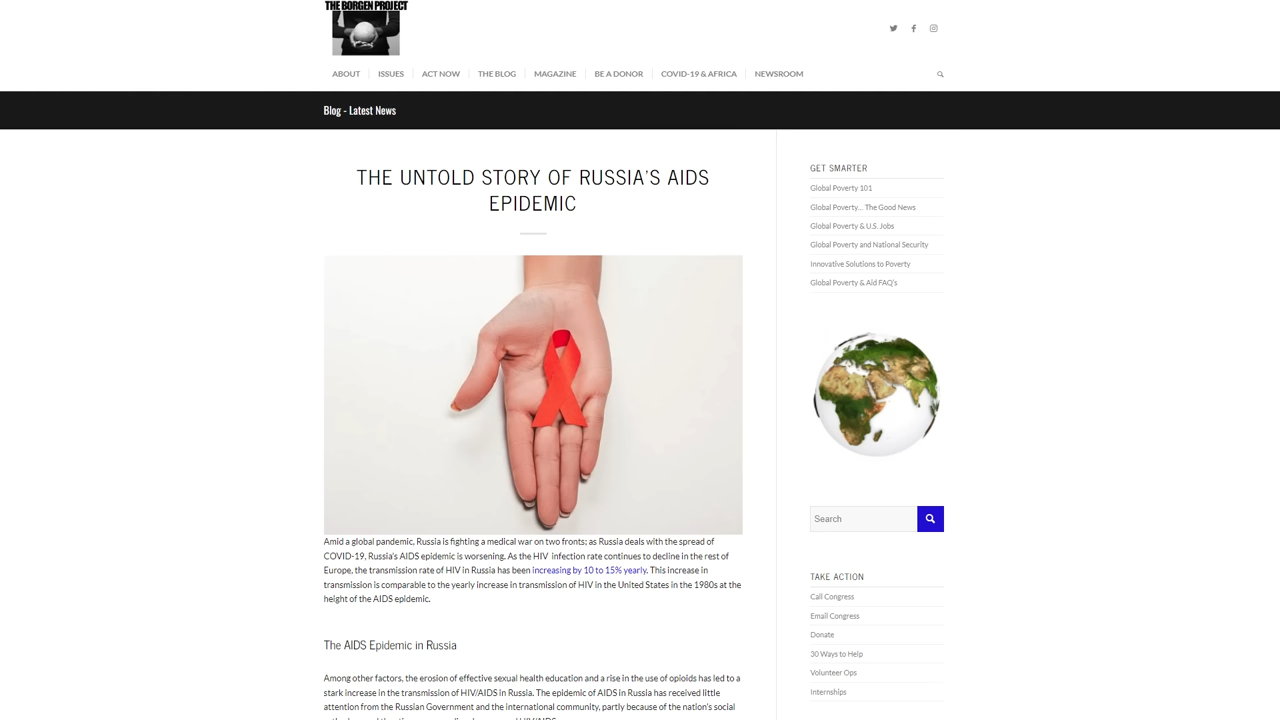 THE BORGEN PROJECT
ABOUT
ISSUES
ACT NOW
THE BLOG
MAGAZINE
BE A DONOR
COVID-19 & AFRICA
NEWSROOM
Blog - Latest News
THE UNTOLD STORY OF RUSSIA'S AIDS
EPIDEMIC
Amid a global pandemic, Russia is fighting a medical war on two fronts; as Russia deals with the spread of
COVID-19, Russia's AIDS epidemic is worsening. As the HIV infection rate continues to decline in the rest of
Europe, the transmission rate of HIV in Russia has been increasing by 10 to 15% yearly. This increase in
transmission is comparable to the yearly increase in transmission of HIV in the United States in the 1980s at the
height of the AIDS epidemic.
The AIDS Epidemic in Russia
Among other factors, the erosion of effective sexual health education and a rise in the use of opioids has led to a
stark increase in the transmission of HIV/AIDS in Russia. The epidemic of AIDS in Russia has received little
attention from the Russian Government and the international community, partly because of the nation's social
GET SMARTER
Global Poverty 101
Global Poverty... The Good News
Global Poverty & U.S. Jobs
Global Poverty and National Security
Innovative Solutions to Poverty
Global Poverty & Aid FAQ's
Search
TAKE ACTION
Call Congress
Email Congress
Donate
30 Ways to Help
Volunteer Ops
Internships